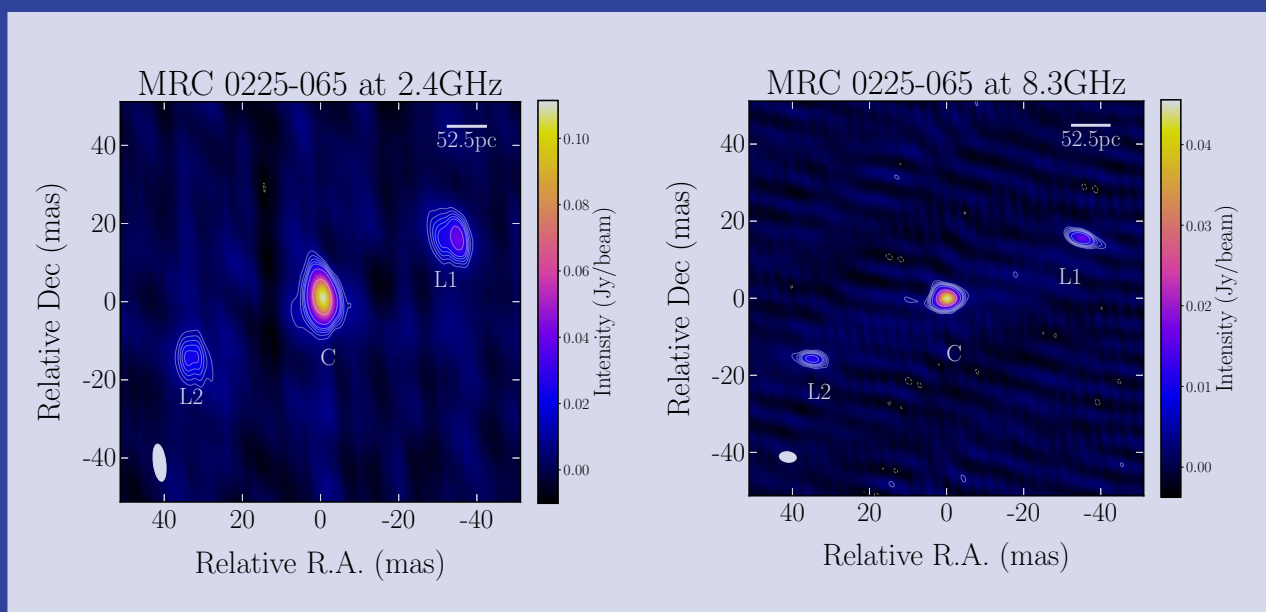 MRC 0225-065 at 2.4GHz
52.5pc
L1
C
L2
40
20
0
-20
-40
40
20
0
-20
-40
Relative R.A. (mas)
Relative Dec (mas)
0.10
0.08
0.06
0.04
0.02
0.00
Intensity (Jy/beam)
MRC 0225-065 at 8.3GHz
52.5pc
L1
C
L2
40
20
0
-20
-40
40
20
0
-20
-40
Relative R.A. (mas)
Relative Dec (mas)
0.04
0.03
0.02
0.01
0.00
Intensity (Jy/beam)